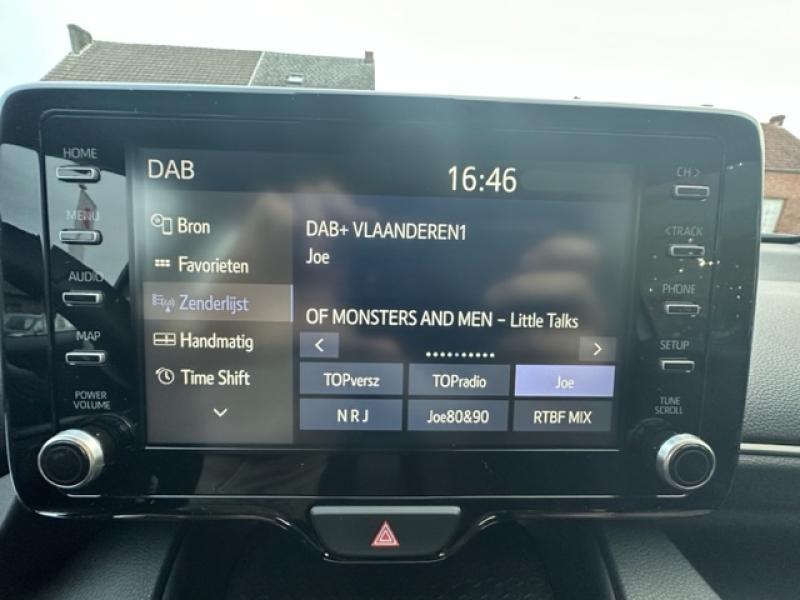 HOME
MENU
AUDIO
MAP
POWER
VOLUME
DAB
16:46
Bron
Favorieten
Zenderlijst
Handmatig
Time Shift
DAB+ VLAANDEREN1
Joe
OF MONSTERS AND MEN – Little Talks
< >
TOPversz TOPradio Joe
NRJ Joe80&90 RTBF MIX
CH >
< TRACK
PHONE
SETUP
TUNE
SCROLL